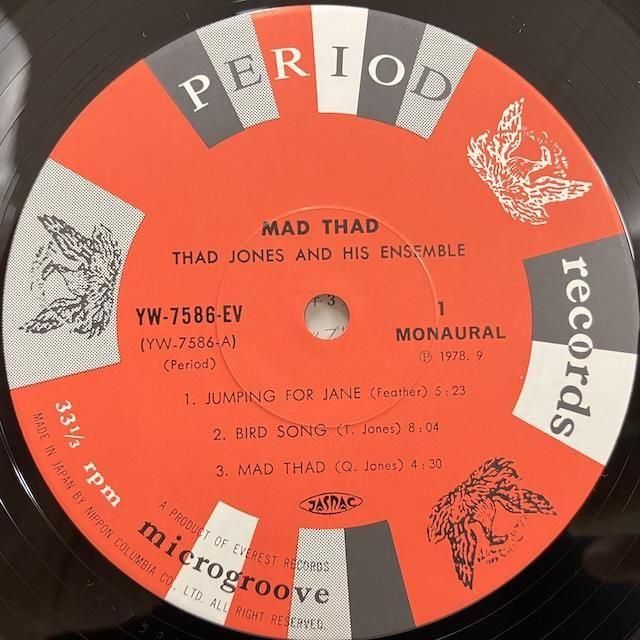 PERIOD
records
MAD THAD
THAD JONES AND HIS ENSEMBLE
YW-7586-EV
(YW-7586-A)
(Period)
1
MONAURAL
Ⓟ 1978. 9
1. JUMPING FOR JANE (Feather) 5:23
2. BIRD SONG (T. Jones) 8:04
3. MAD THAD (Q. Jones) 4:30
JASRAC
33 1/3 rpm
microgroove
A PRODUCT OF EVEREST RECORDS
MADE IN JAPAN BY NIPPON COLUMBIA CO., LTD. ALL RIGHT RESERVED.